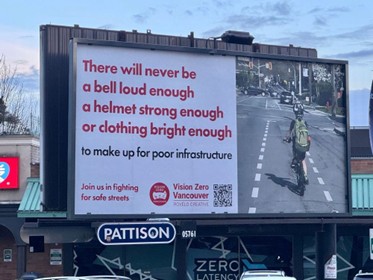 There will never be
a bell loud enough
a helmet strong enough
or clothing bright enough
to make up for poor infrastructure
Join us in fighting
for safe streets
Vision Zero
Vancouver
PATTISON
05761
ZERO
LATENCY